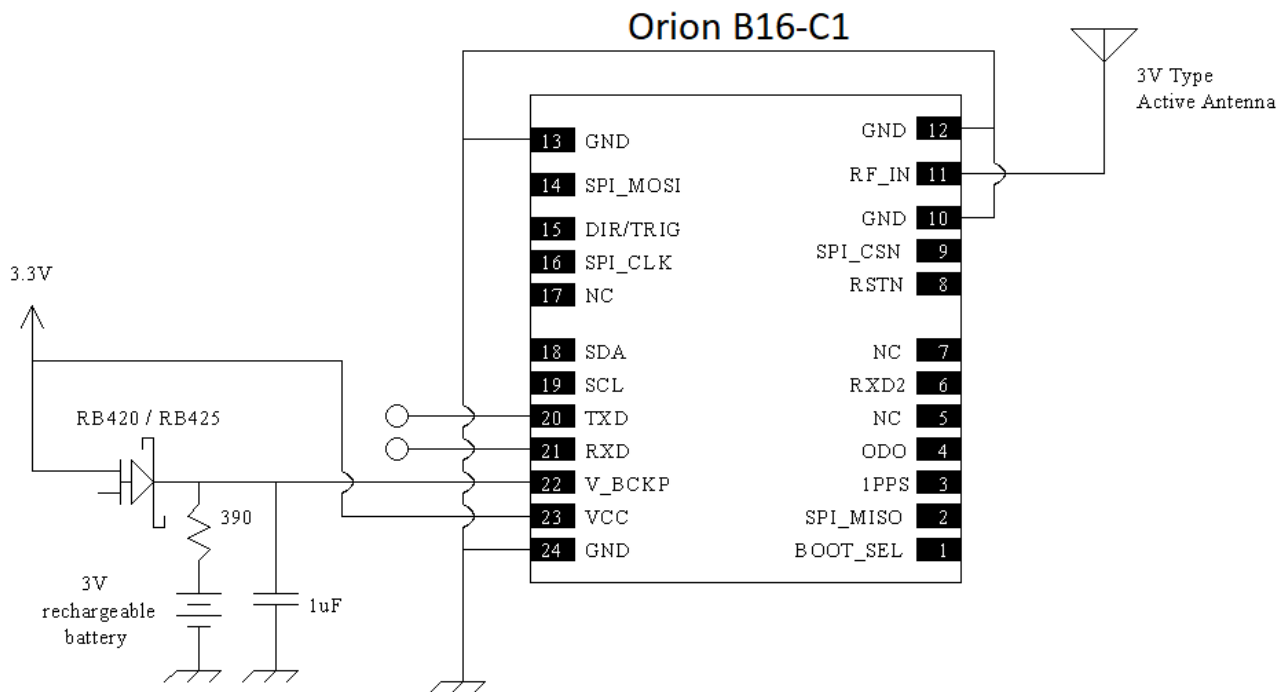 Orion B16-C1
3V Type
Active Antenna
13 GND
14 SPI_MOSI
15 DIR/TRIG
16 SPI_CLK
17 NC
18 SDA
19 SCL
20 TXD
21 RXD
22 V_BCKP
23 VCC
24 GND
GND 12
RF_IN 11
GND 10
SPI_CSN 9
RSTN 8
NC 7
RXD2 6
NC 5
ODO 4
1PPS 3
SPI_MISO 2
BOOT_SEL 1
3.3V
RB420 / RB425
390
3V
rechargeable
battery
1uF